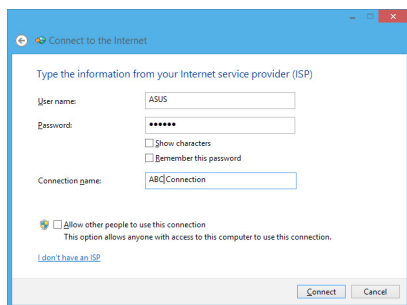 Connect to the Internet
Type the information from your Internet service provider (ISP)
User name:
ASUS
Password:
••••••
Show characters
Remember this password
Connection name:
ABC Connection
Allow other people to use this connection
This option allows anyone with access to this computer to use this connection.
I don't have an ISP
Connect
Cancel